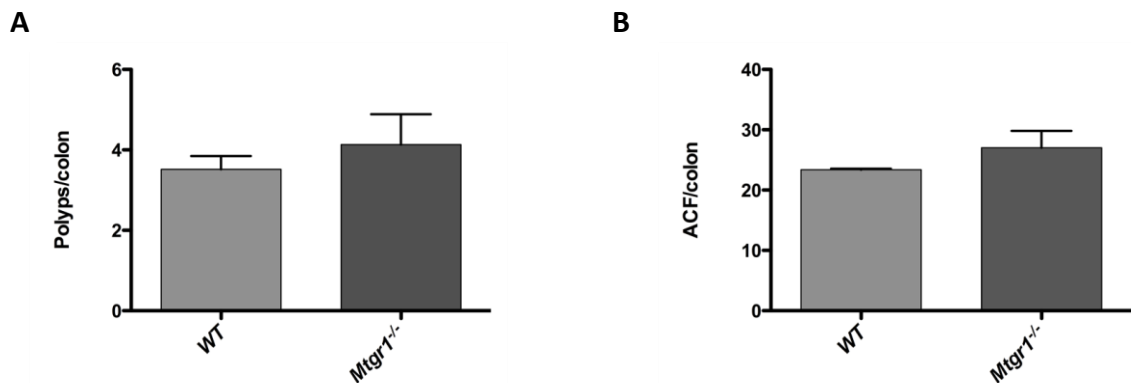 A
Polyps/colon
6
4
2
0
WT
Mtgr1-/-
B
ACF/colon
40
30
20
10
0
WT
Mtgr1-/-